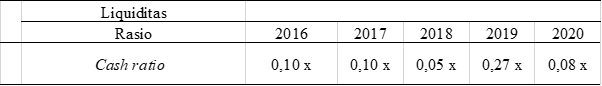 Liquiditas
Rasio 2016 2017 2018 2019 2020
Cash ratio 0,10 x 0,10 x 0,05 x 0,27 x 0,08 x